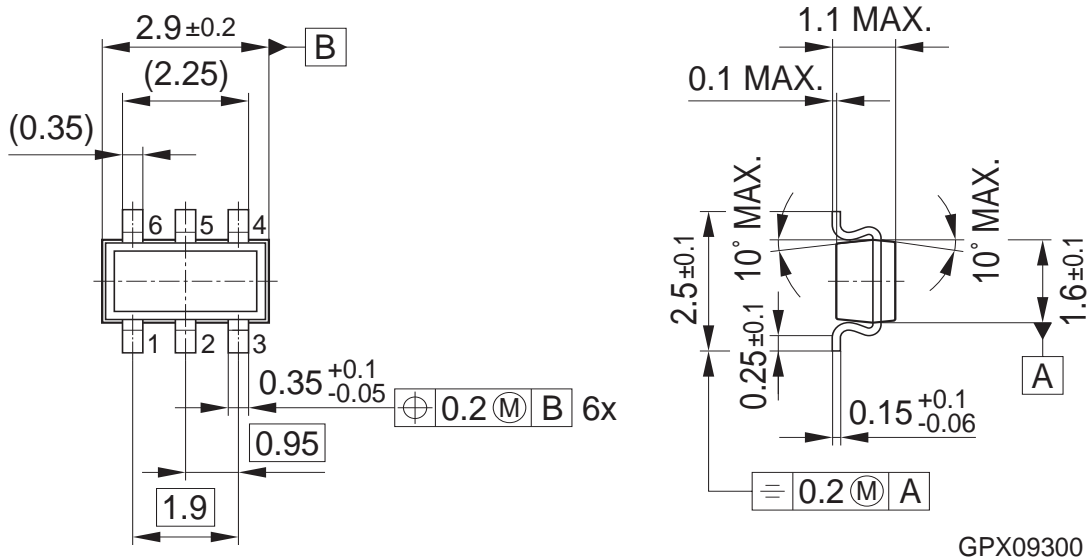 2.9 ±0.2
B
(2.25)
(0.35)
6 5 4
1 2 3
0.35 +0.1 -0.05
0.2 Ⓜ B 6x
0.95
1.9
1.1 MAX.
0.1 MAX.
10° MAX.
10° MAX.
2.5±0.1
0.25±0.1
1.6±0.1
A
0.15 +0.1 -0.06
⌯ 0.2 Ⓜ A
GPX09300